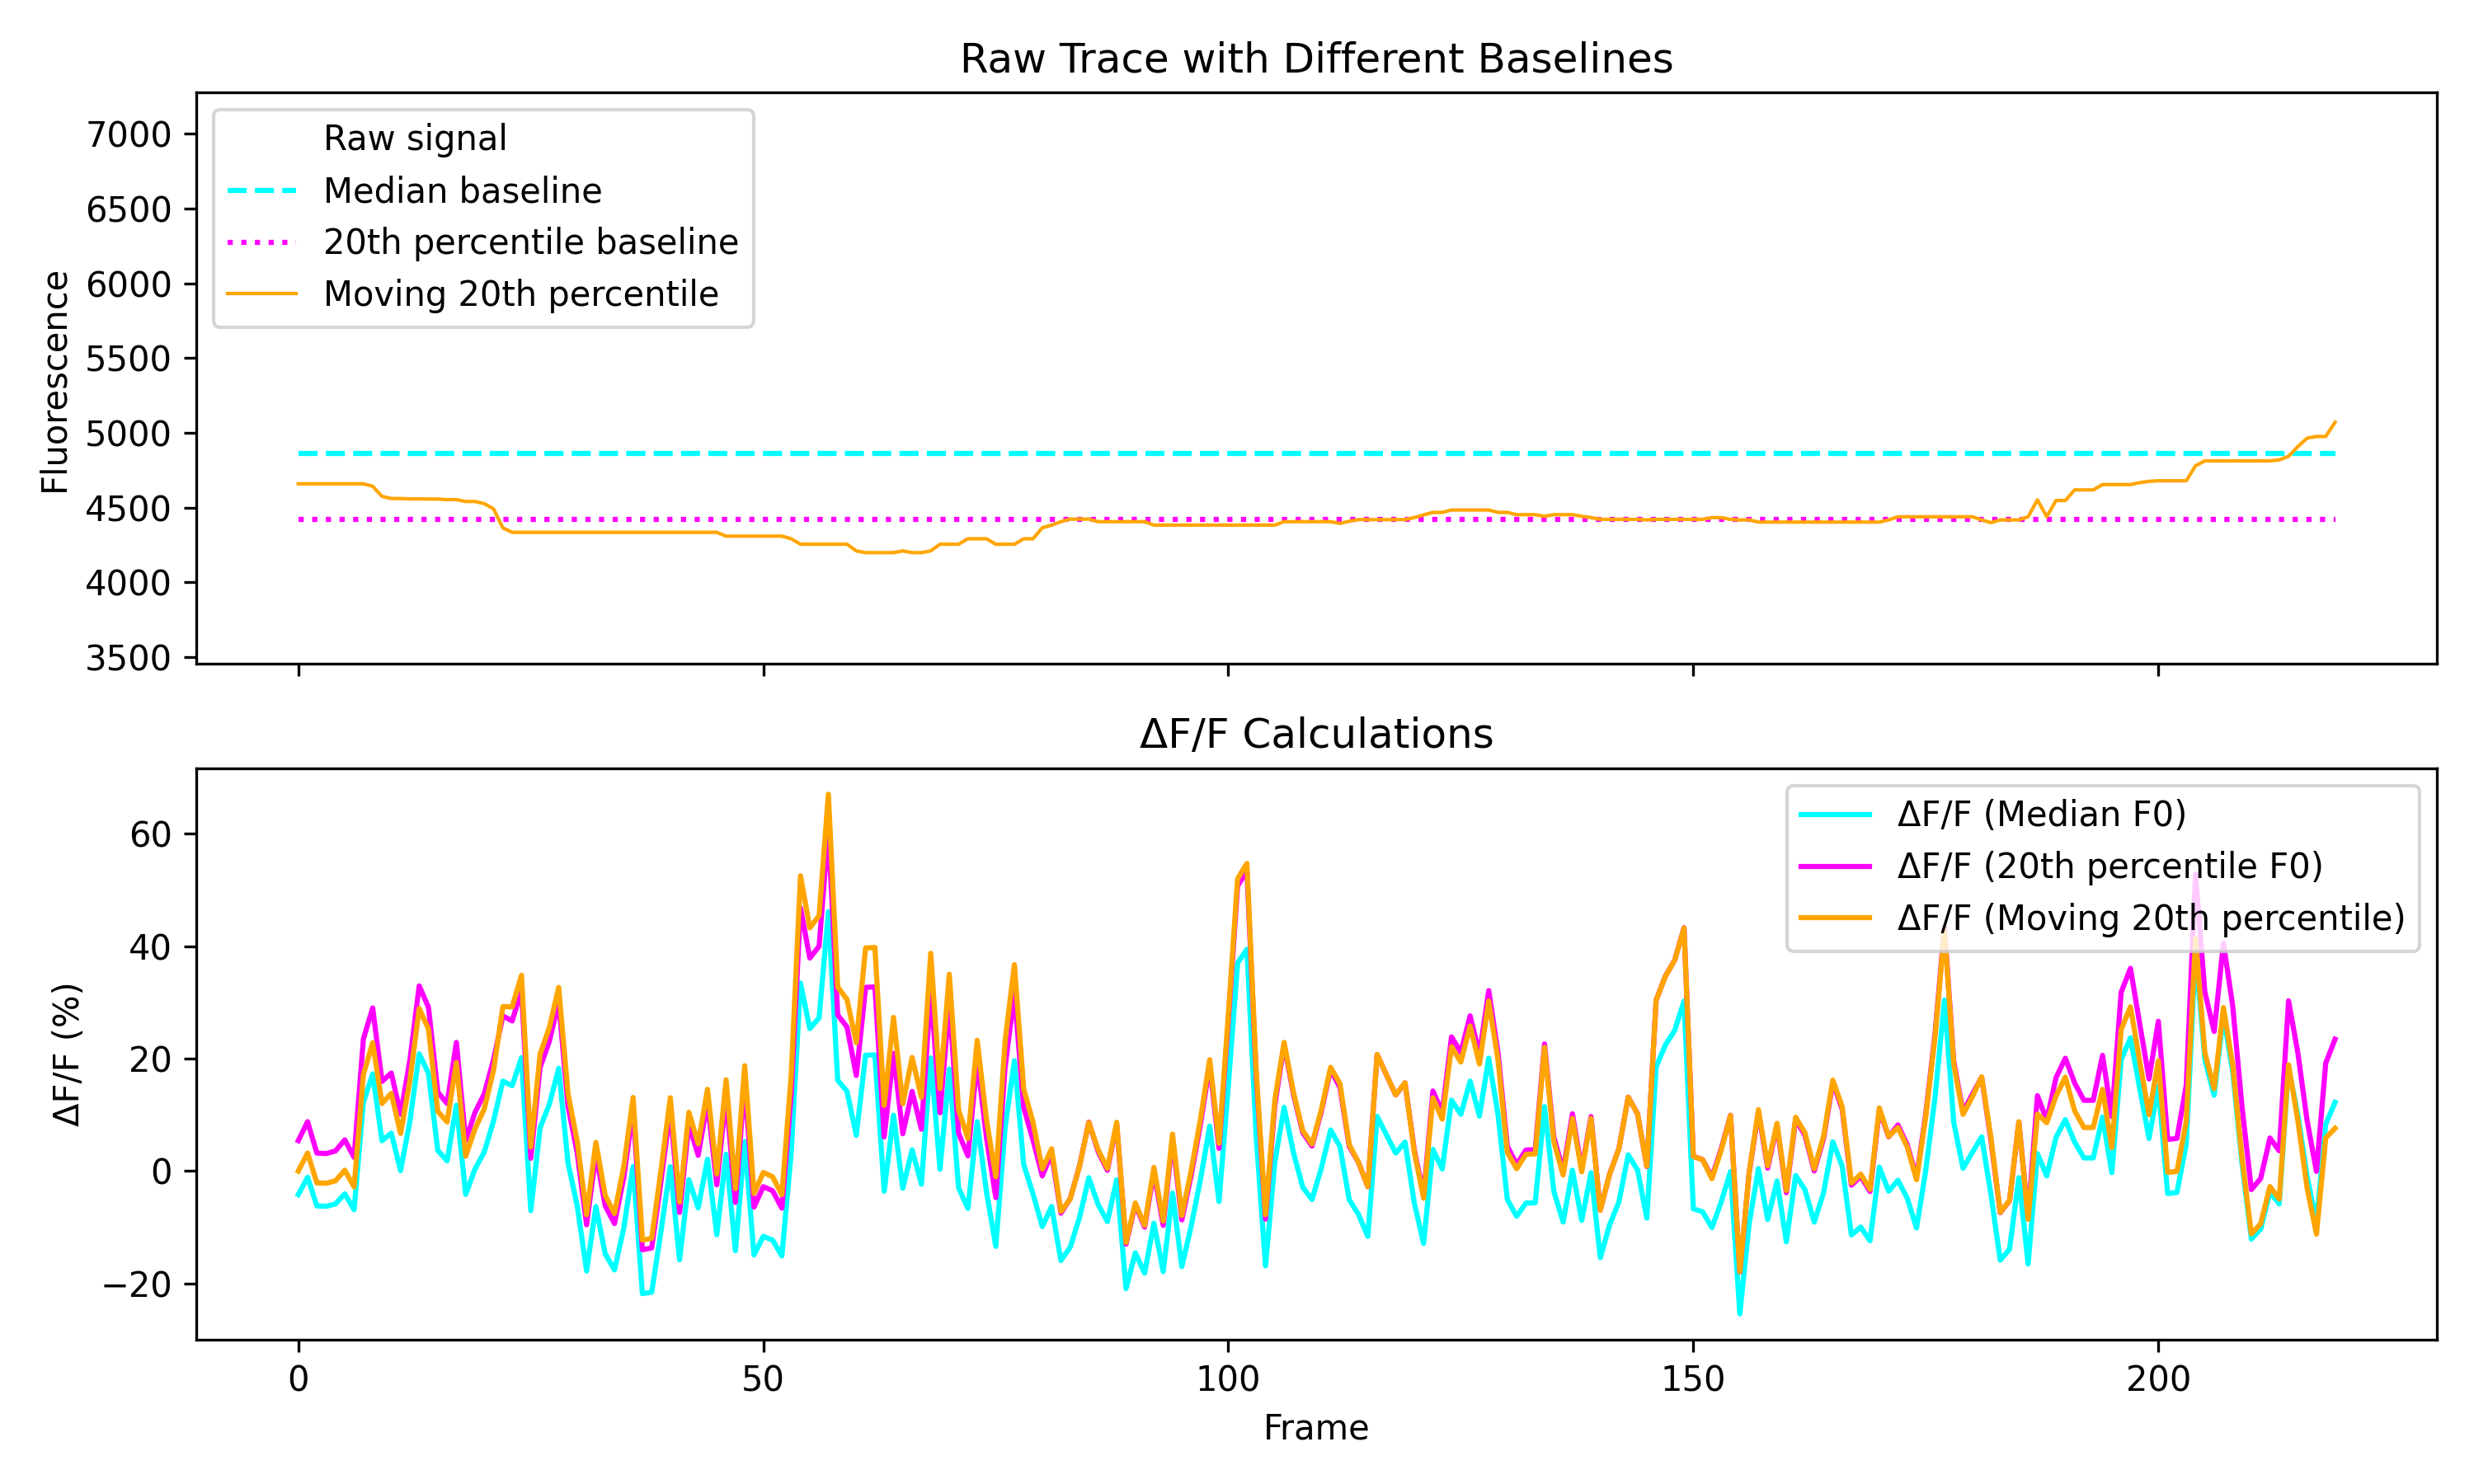 Raw Trace with Different Baselines
7000
6500
6000
5500
5000
4500
4000
3500
Fluorescence
Raw signal
Median baseline
20th percentile baseline
Moving 20th percentile
ΔF/F Calculations
60
40
20
0
−20
ΔF/F (%)
ΔF/F (Median F0)
ΔF/F (20th percentile F0)
ΔF/F (Moving 20th percentile)
0
50
100
150
200
Frame